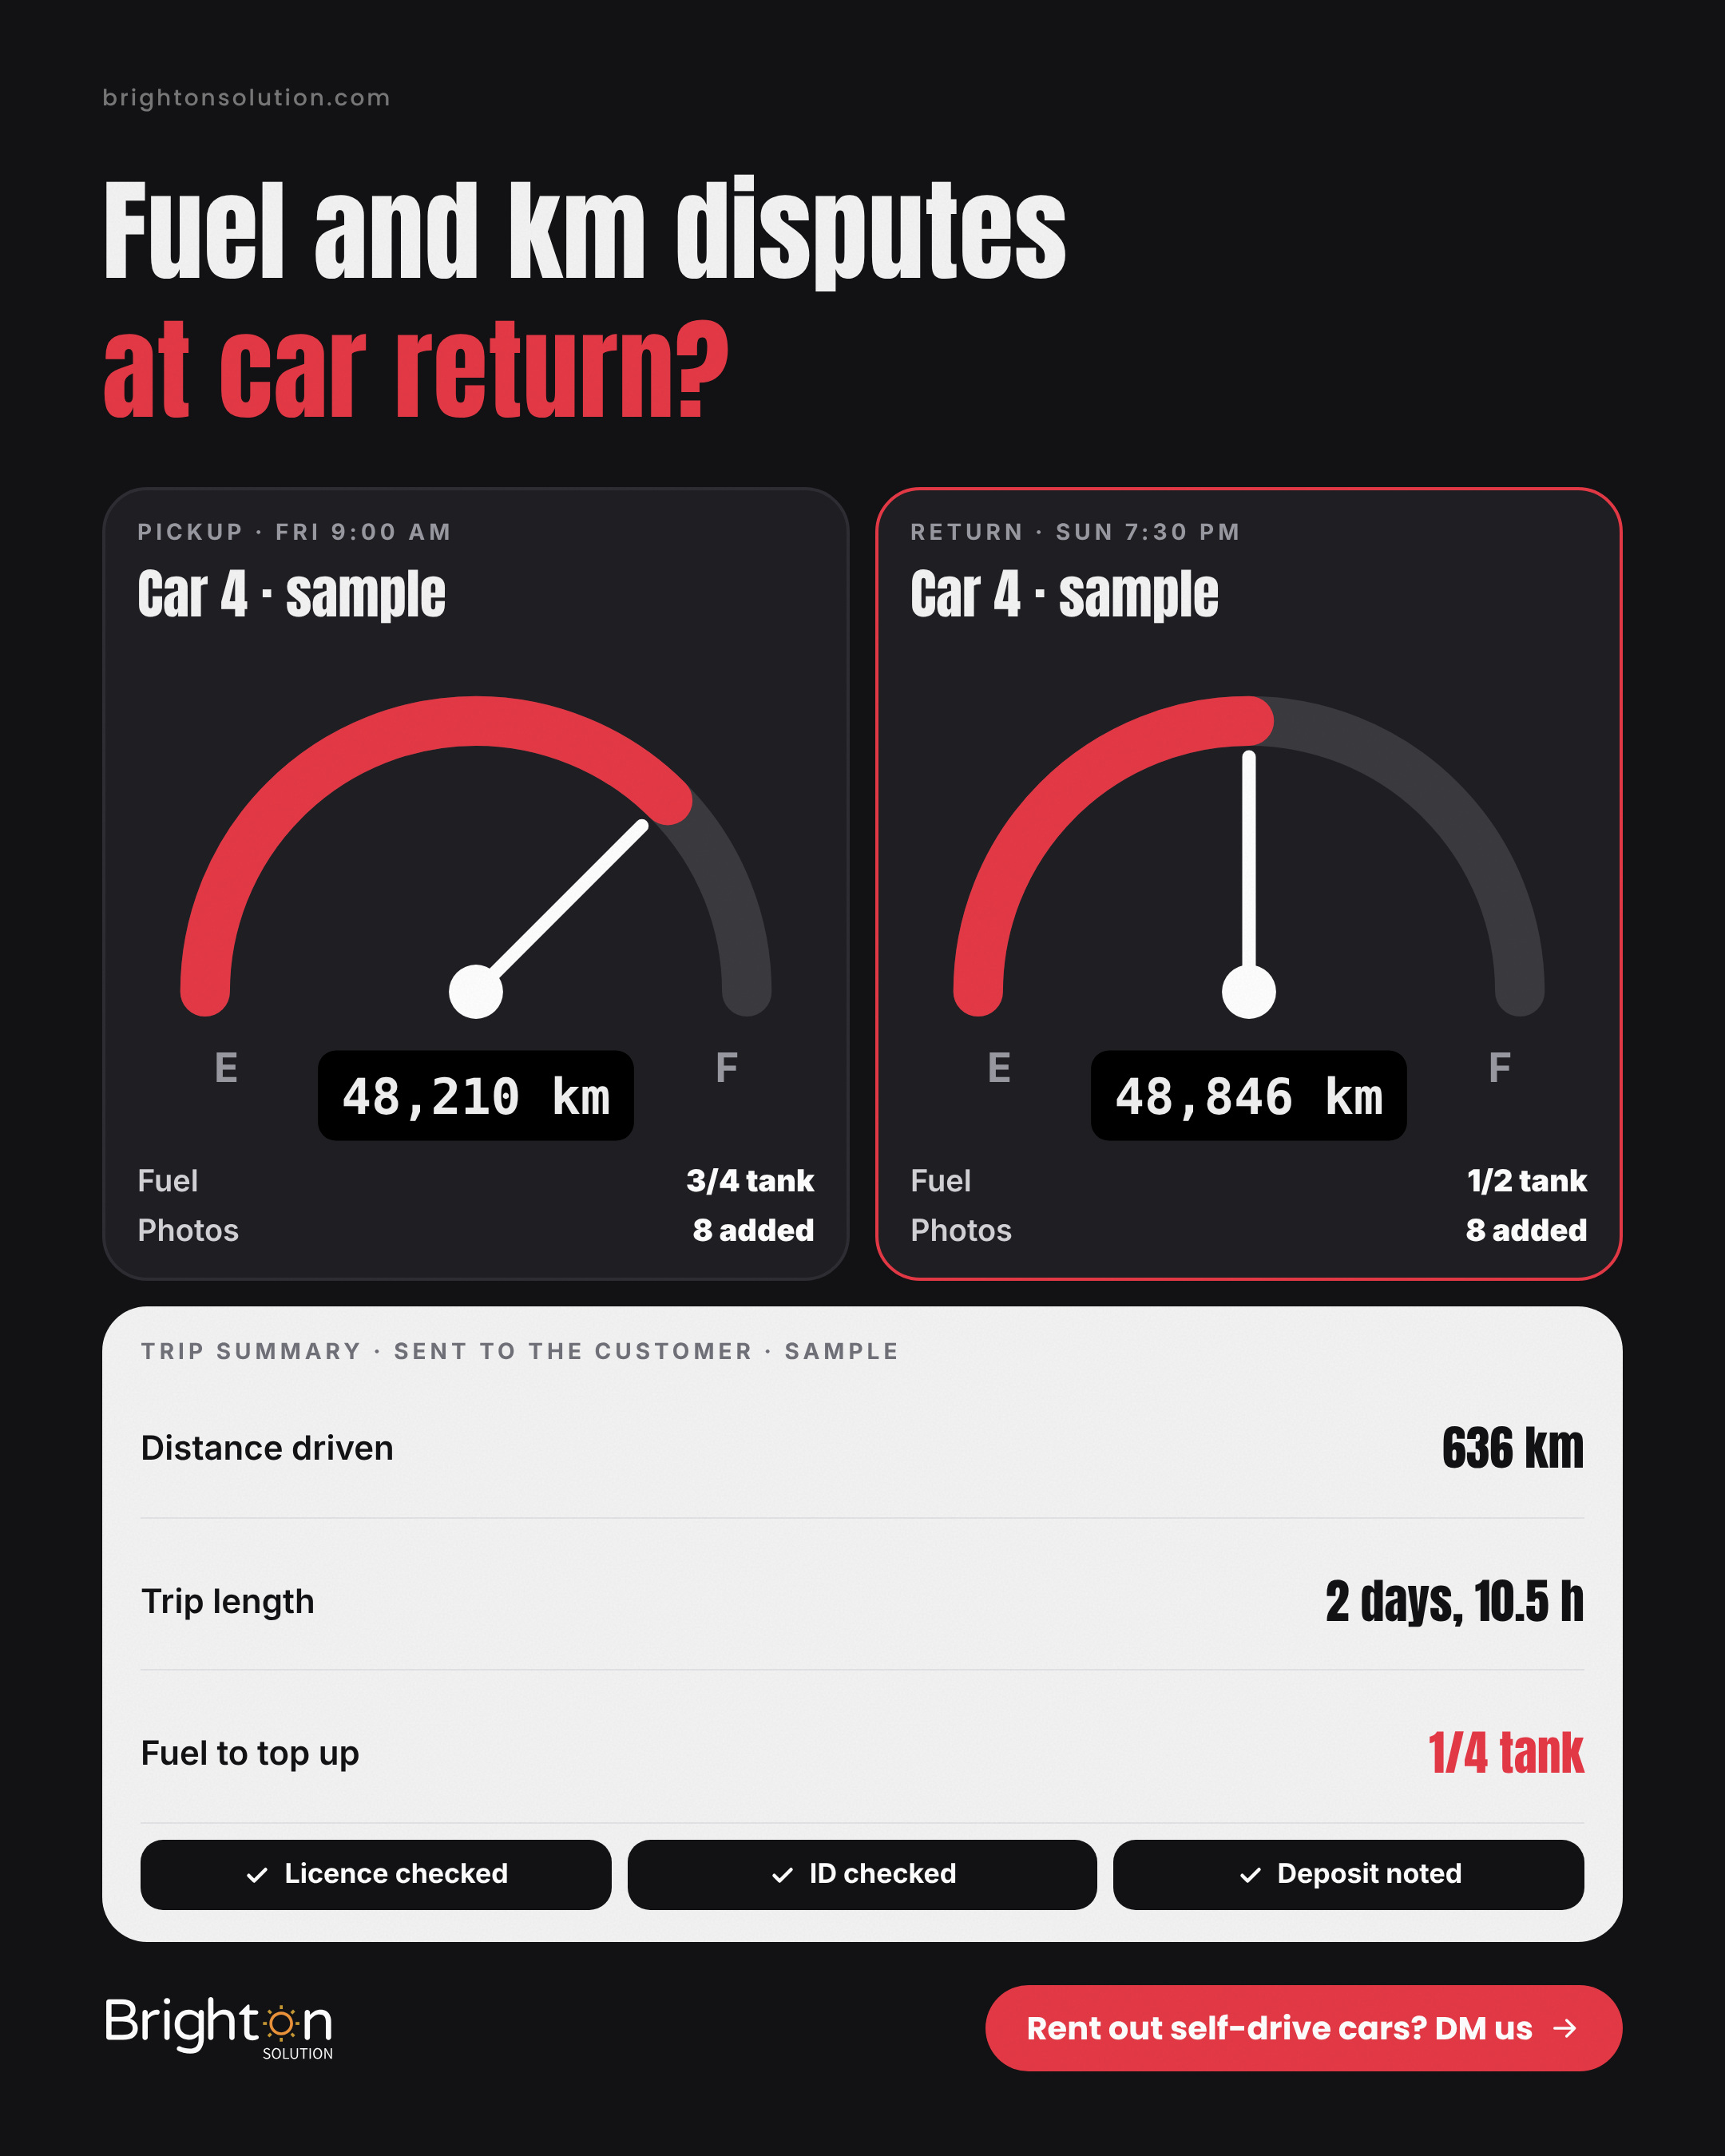 brightonsolution.com
Fuel and km disputes
at car return?
PICKUP · FRI 9:00 AM
Car 4 · sample
E
F
48,210 km
Fuel 3/4 tank
Photos 8 added
RETURN · SUN 7:30 PM
Car 4 · sample
E
F
48,846 km
Fuel 1/2 tank
Photos 8 added
TRIP SUMMARY · SENT TO THE CUSTOMER · SAMPLE
Distance driven 636 km
Trip length 2 days, 10.5 h
Fuel to top up 1/4 tank
✓ Licence checked
✓ ID checked
✓ Deposit noted
Brighton
SOLUTION
Rent out self-drive cars? DM us →